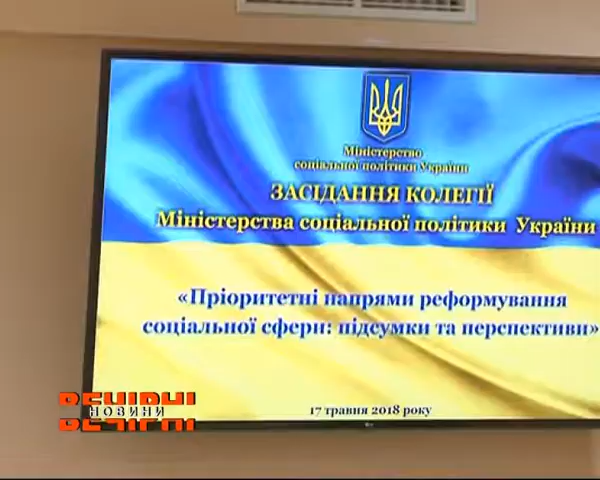 Міністерство
соціальної політики України
ЗАСІДАННЯ КОЛЕГІЇ
Міністерства соціальної політики України
«Пріоритетні напрями реформування
соціальної сфери: підсумки та перспективи»
17 травня 2018 року
ВЕЧІРНІ
НОВИНИ
LG